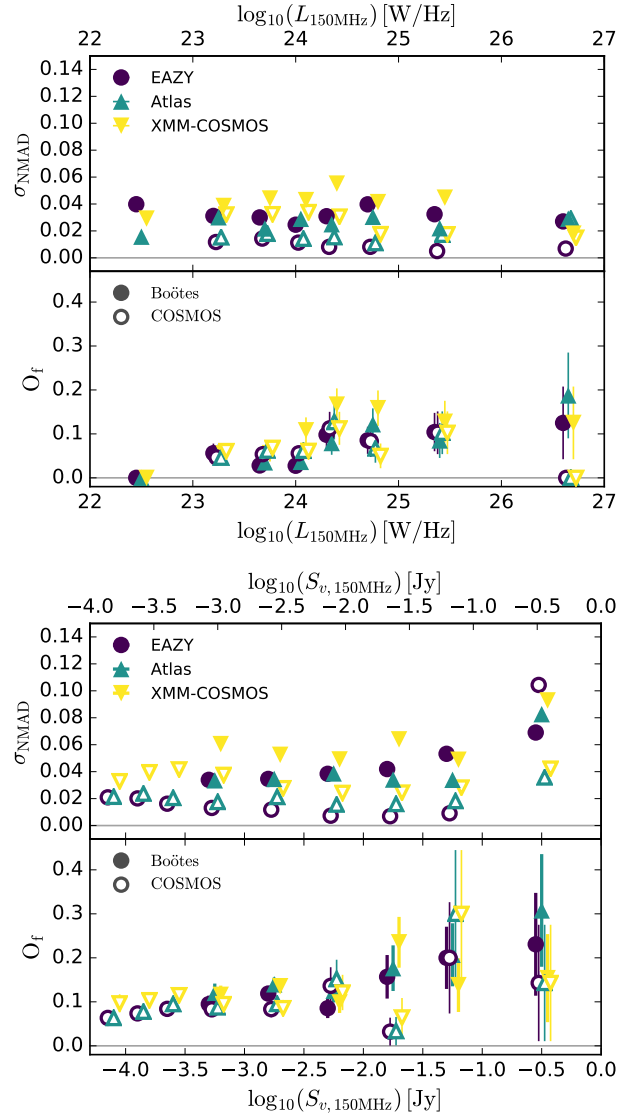 log₁₀(L₁₅₀MHz) [W/Hz]
22 23 24 25 26 27
0.14
0.12
0.10
0.08
0.06
0.04
0.02
0.00
σNMAD
EAZY
Atlas
XMM-COSMOS
0.4
0.3
0.2
0.1
0.0
Of
Boötes
COSMOS
22 23 24 25 26 27
log₁₀(L₁₅₀MHz) [W/Hz]
log₁₀(Sν,₁₅₀MHz) [Jy]
−4.0 −3.5 −3.0 −2.5 −2.0 −1.5 −1.0 −0.5 0.0
0.14
0.12
0.10
0.08
0.06
0.04
0.02
0.00
σNMAD
EAZY
Atlas
XMM-COSMOS
0.4
0.3
0.2
0.1
0.0
Of
Boötes
COSMOS
−4.0 −3.5 −3.0 −2.5 −2.0 −1.5 −1.0 −0.5 0.0
log₁₀(Sν,₁₅₀MHz) [Jy]